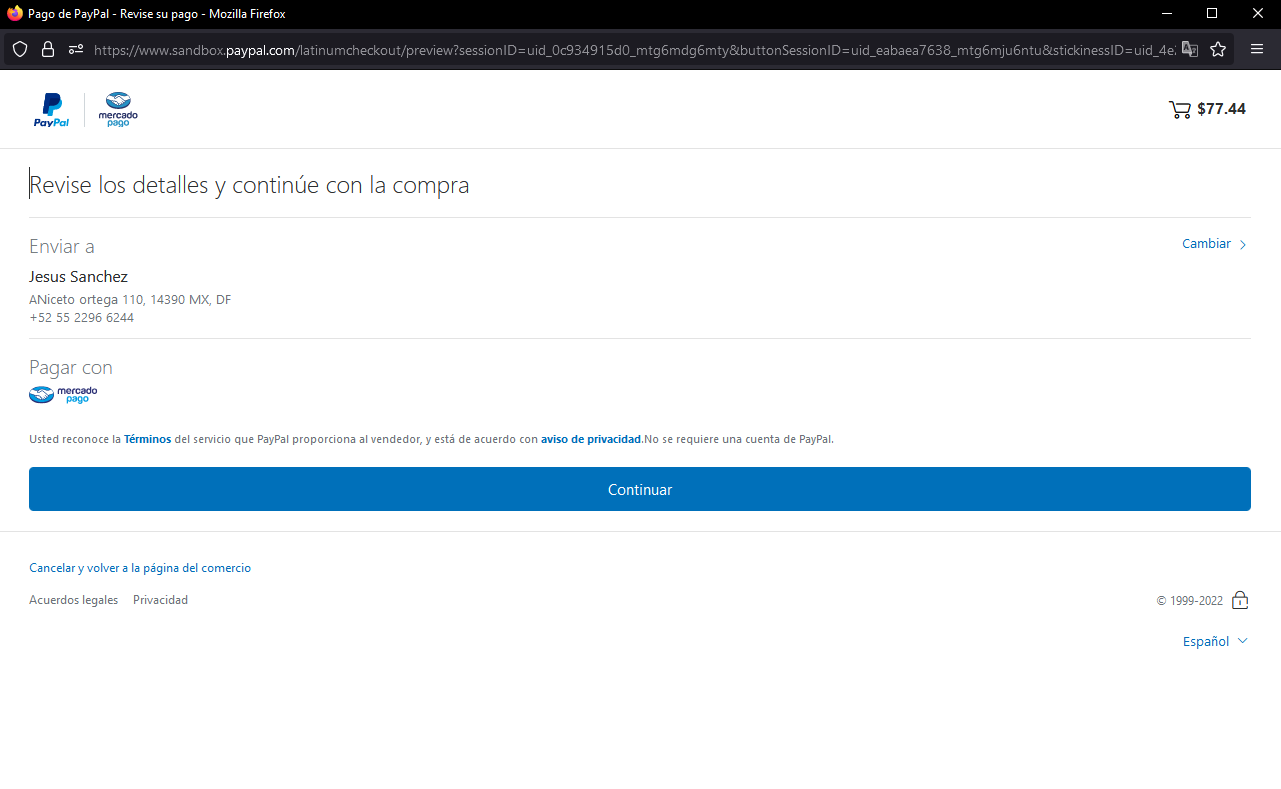 Pago de PayPal - Revise su pago - Mozilla Firefox
https://www.sandbox.paypal.com/latinumcheckout/preview?sessionID=uid_0c934915d0_mtg6mdg6mty&buttonSessionID=uid_eabaea7638_mtg6mju6ntu&stickinessID=uid_4e
PayPal
mercado
pago
$77.44
Revise los detalles y continúe con la compra
Enviar a
Cambiar
Jesus Sanchez
ANiceto ortega 110, 14390 MX, DF
+52 55 2296 6244
Pagar con
mercado
pago
Usted reconoce la Términos del servicio que PayPal proporciona al vendedor, y está de acuerdo con aviso de privacidad.No se requiere una cuenta de PayPal.
Continuar
Cancelar y volver a la página del comercio
Acuerdos legales Privacidad
© 1999-2022
Español